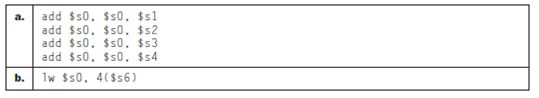 a. add $s0, $s0, $s1
add $s0, $s0, $s2
add $s0, $s0, $s3
add $s0, $s0, $s4
b. lw $s0, 4($s6)